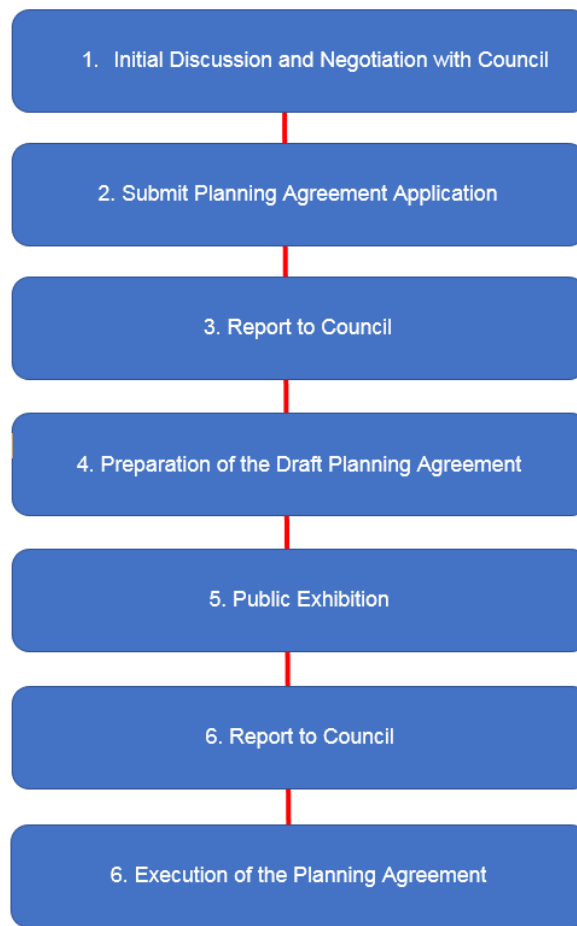 1. Initial Discussion and Negotiation with Council
2. Submit Planning Agreement Application
3. Report to Council
4. Preparation of the Draft Planning Agreement
5. Public Exhibition
6. Report to Council
6. Execution of the Planning Agreement